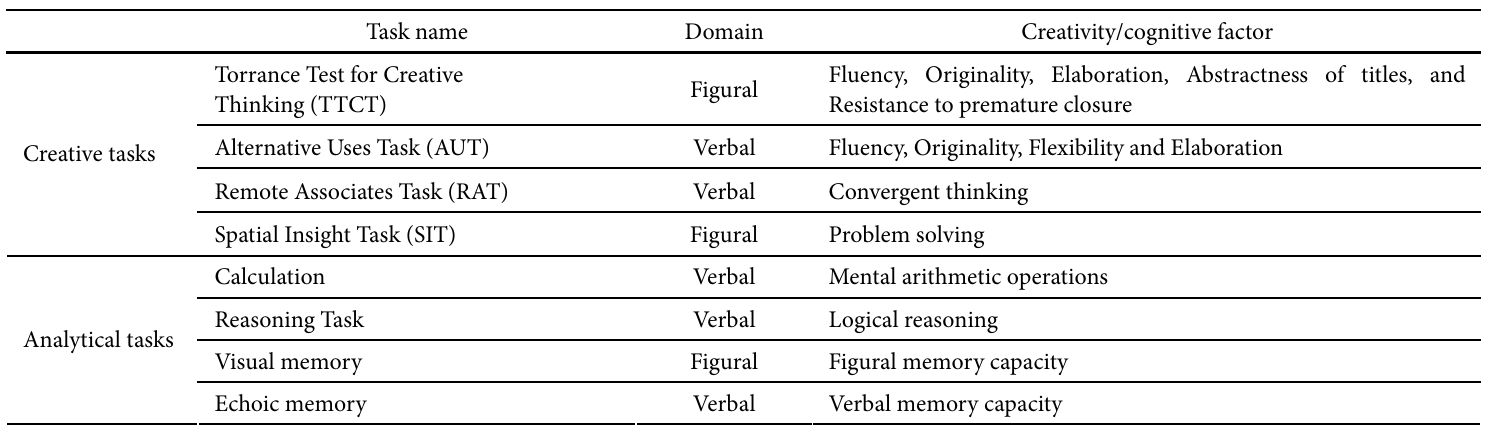 Task name Domain Creativity/cognitive factor
Creative tasks
Torrance Test for Creative
Thinking (TTCT)
Figural
Fluency, Originality, Elaboration, Abstractness of titles, and
Resistance to premature closure
Alternative Uses Task (AUT) Verbal Fluency, Originality, Flexibility and Elaboration
Remote Associates Task (RAT) Verbal Convergent thinking
Spatial Insight Task (SIT) Figural Problem solving
Analytical tasks
Calculation Verbal Mental arithmetic operations
Reasoning Task Verbal Logical reasoning
Visual memory Figural Figural memory capacity
Echoic memory Verbal Verbal memory capacity